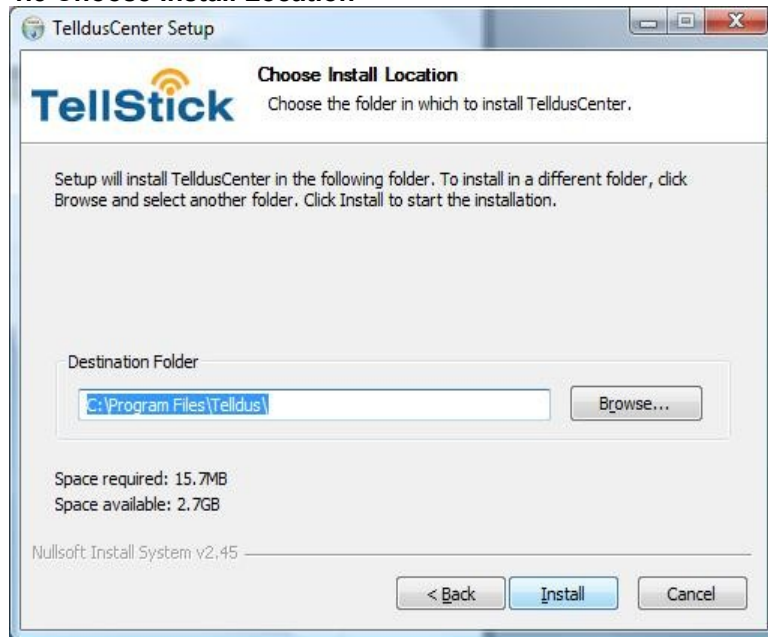 Choose Install Location
TelldusCenter Setup
TellStick
Choose Install Location
Choose the folder in which to install TelldusCenter.
Setup will install TelldusCenter in the following folder. To install in a different folder, click
Browse and select another folder. Click Install to start the installation.
Destination Folder
C:\Program Files\Telldus\
Browse...
Space required: 15.7MB
Space available: 2.7GB
Nullsoft Install System v2.45
< Back
Install
Cancel